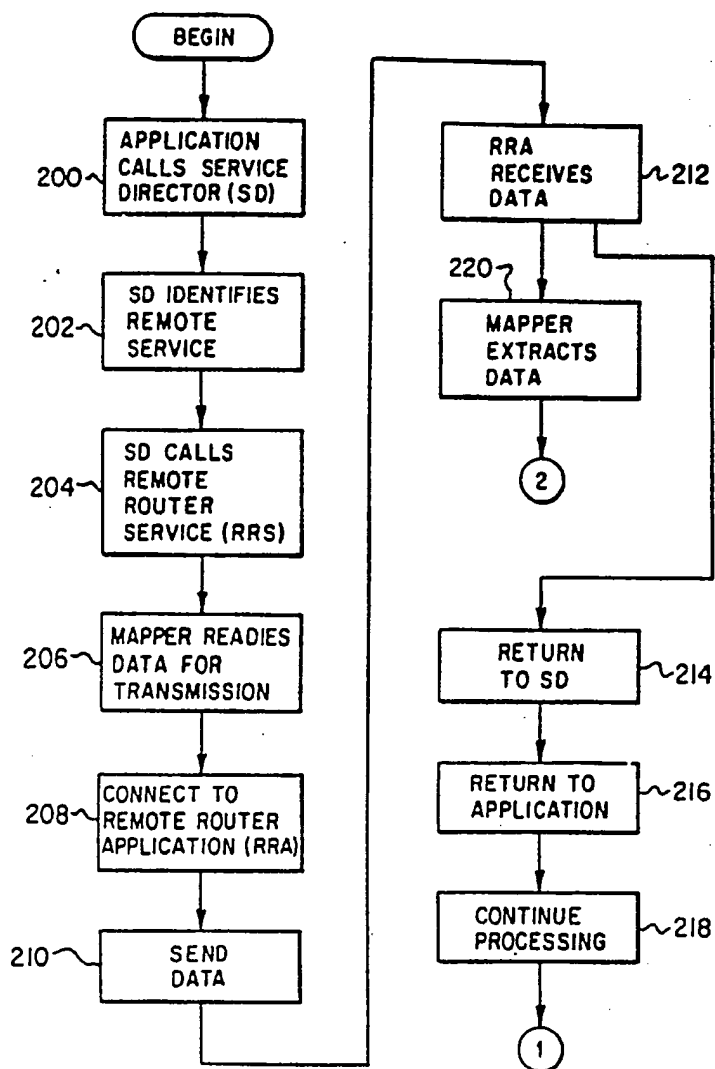 BEGIN
200
APPLICATION
CALLS SERVICE
DIRECTOR (SD)
202
SD IDENTIFIES
REMOTE
SERVICE
204
SD CALLS
REMOTE
ROUTER
SERVICE (RRS)
206
MAPPER READIES
DATA FOR
TRANSMISSION
208
CONNECT TO
REMOTE ROUTER
APPLICATION (RRA)
210
SEND
DATA
RRA
RECEIVES
DATA
212
220
MAPPER
EXTRACTS
DATA
2
RETURN
TO SD
214
RETURN TO
APPLICATION
216
CONTINUE
PROCESSING
218
1